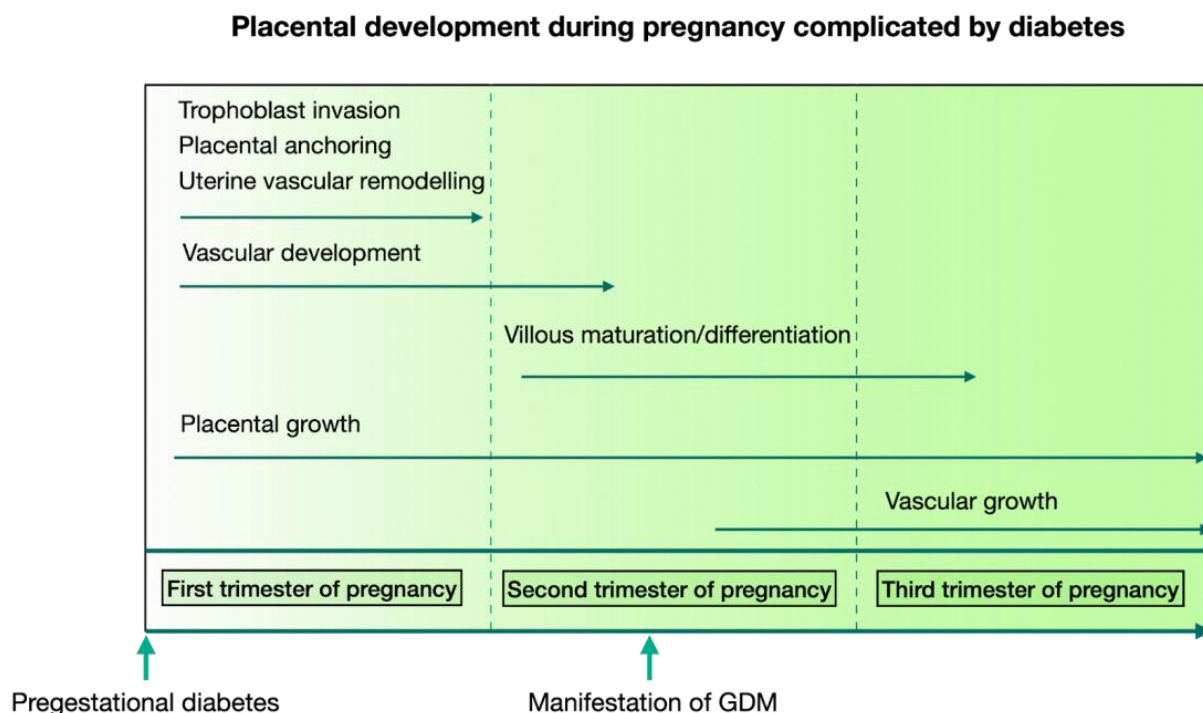 Placental development during pregnancy complicated by diabetes
Trophoblast invasion
Placental anchoring
Uterine vascular remodelling
Vascular development
Villous maturation/differentiation
Placental growth
Vascular growth
First trimester of pregnancy
Second trimester of pregnancy
Third trimester of pregnancy
Pregestational diabetes
Manifestation of GDM